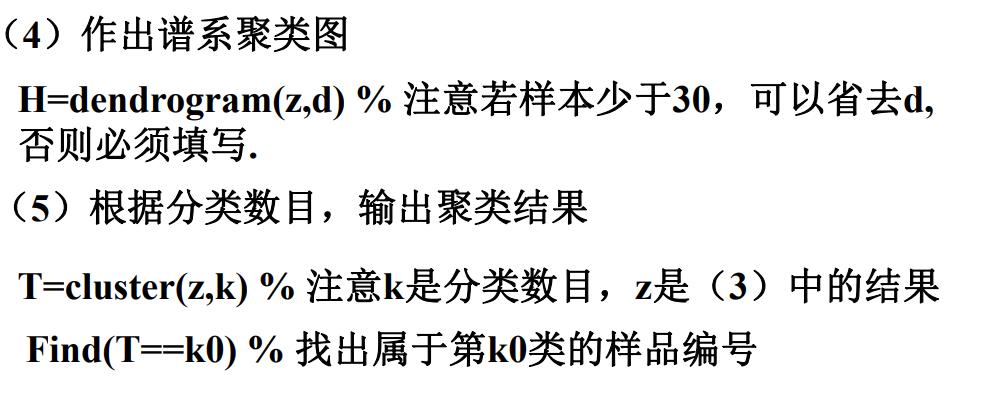 （4）作出谱系聚类图
H=dendrogram(z,d) % 注意若样本少于30，可以省去d,
否则必须填写.
（5）根据分类数目，输出聚类结果
T=cluster(z,k) % 注意k是分类数目，z是（3）中的结果
Find(T==k0) % 找出属于第k0类的样品编号